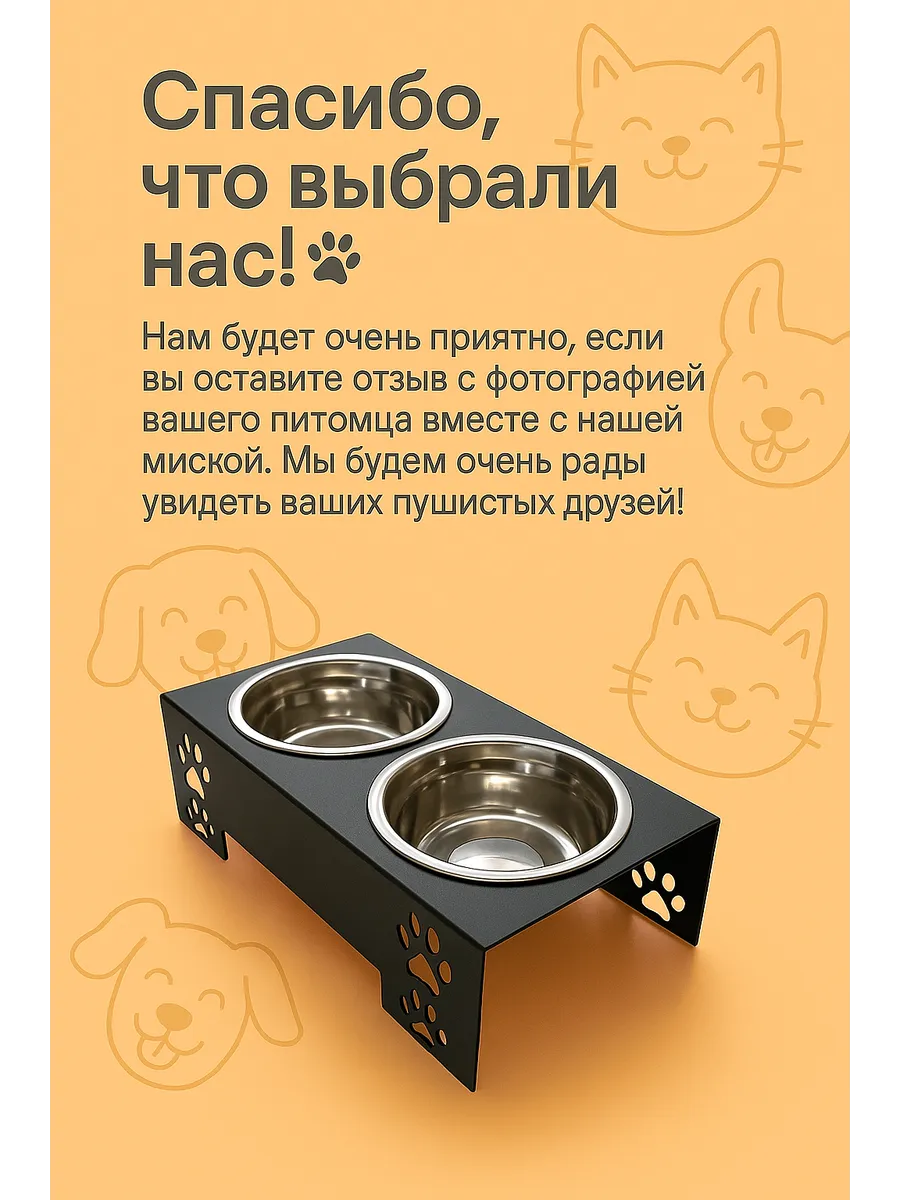 Спасибо,
что выбрали
нас!
Нам будет очень приятно, если
вы оставите отзыв с фотографией
вашего питомца вместе с нашей
миской. Мы будем очень рады
увидеть ваших пушистых друзей!